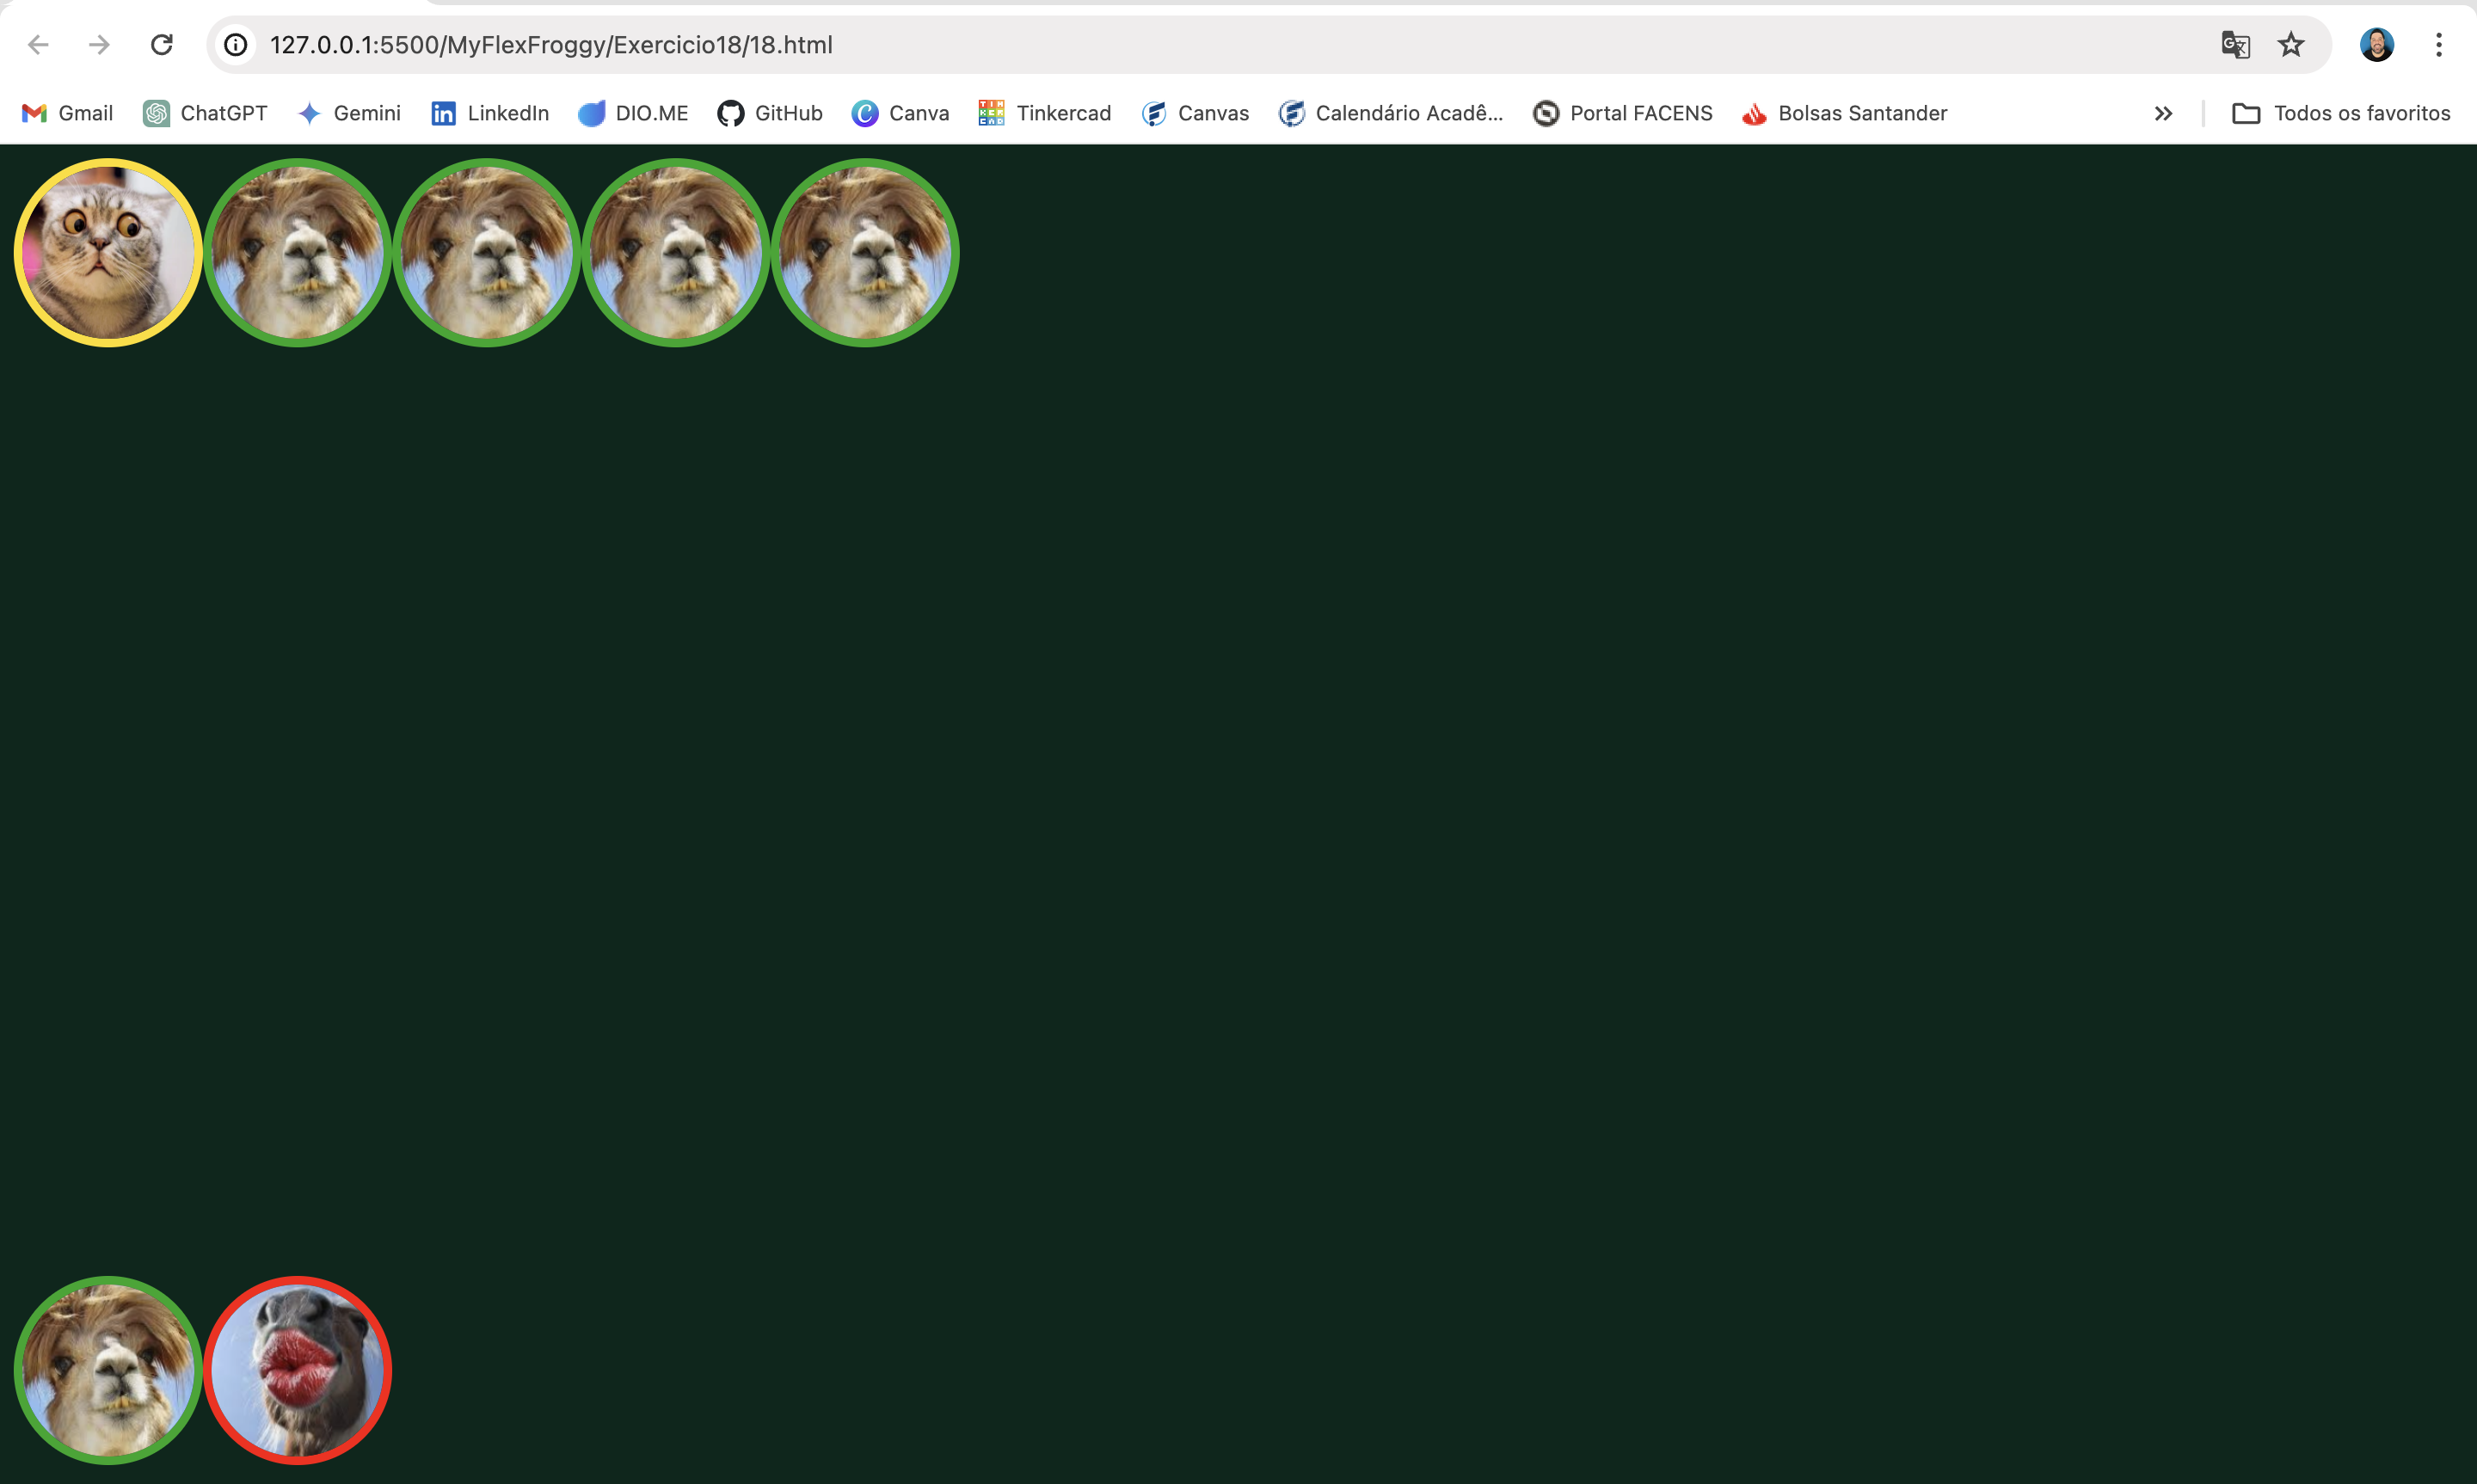 127.0.0.1:5500/MyFlexFroggy/Exercicio18/18.html
Gmail ChatGPT Gemini LinkedIn DIO.ME GitHub Canva Tinkercad Canvas Calendário Acadê... Portal FACENS Bolsas Santander Todos os favoritos